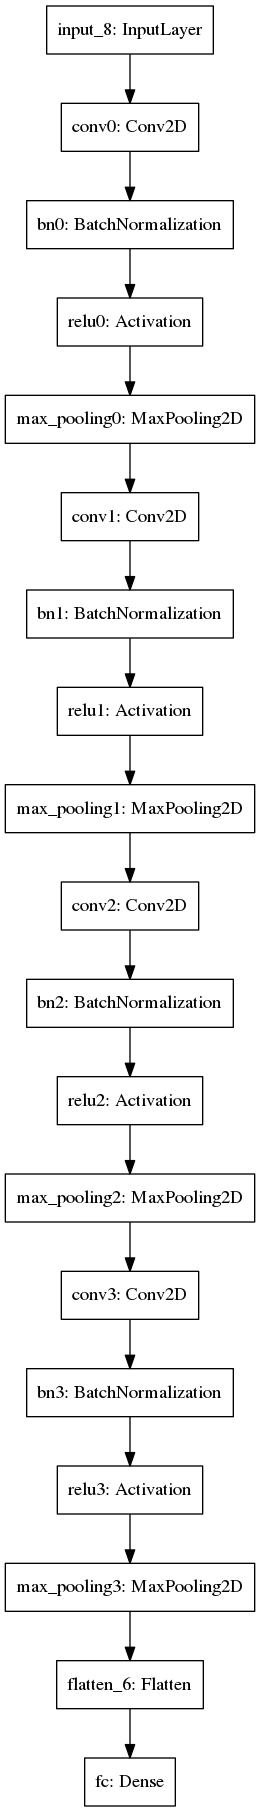 input_8: InputLayer
conv0: Conv2D
bn0: BatchNormalization
relu0: Activation
max_pooling0: MaxPooling2D
conv1: Conv2D
bn1: BatchNormalization
relu1: Activation
max_pooling1: MaxPooling2D
conv2: Conv2D
bn2: BatchNormalization
relu2: Activation
max_pooling2: MaxPooling2D
conv3: Conv2D
bn3: BatchNormalization
relu3: Activation
max_pooling3: MaxPooling2D
flatten_6: Flatten
fc: Dense